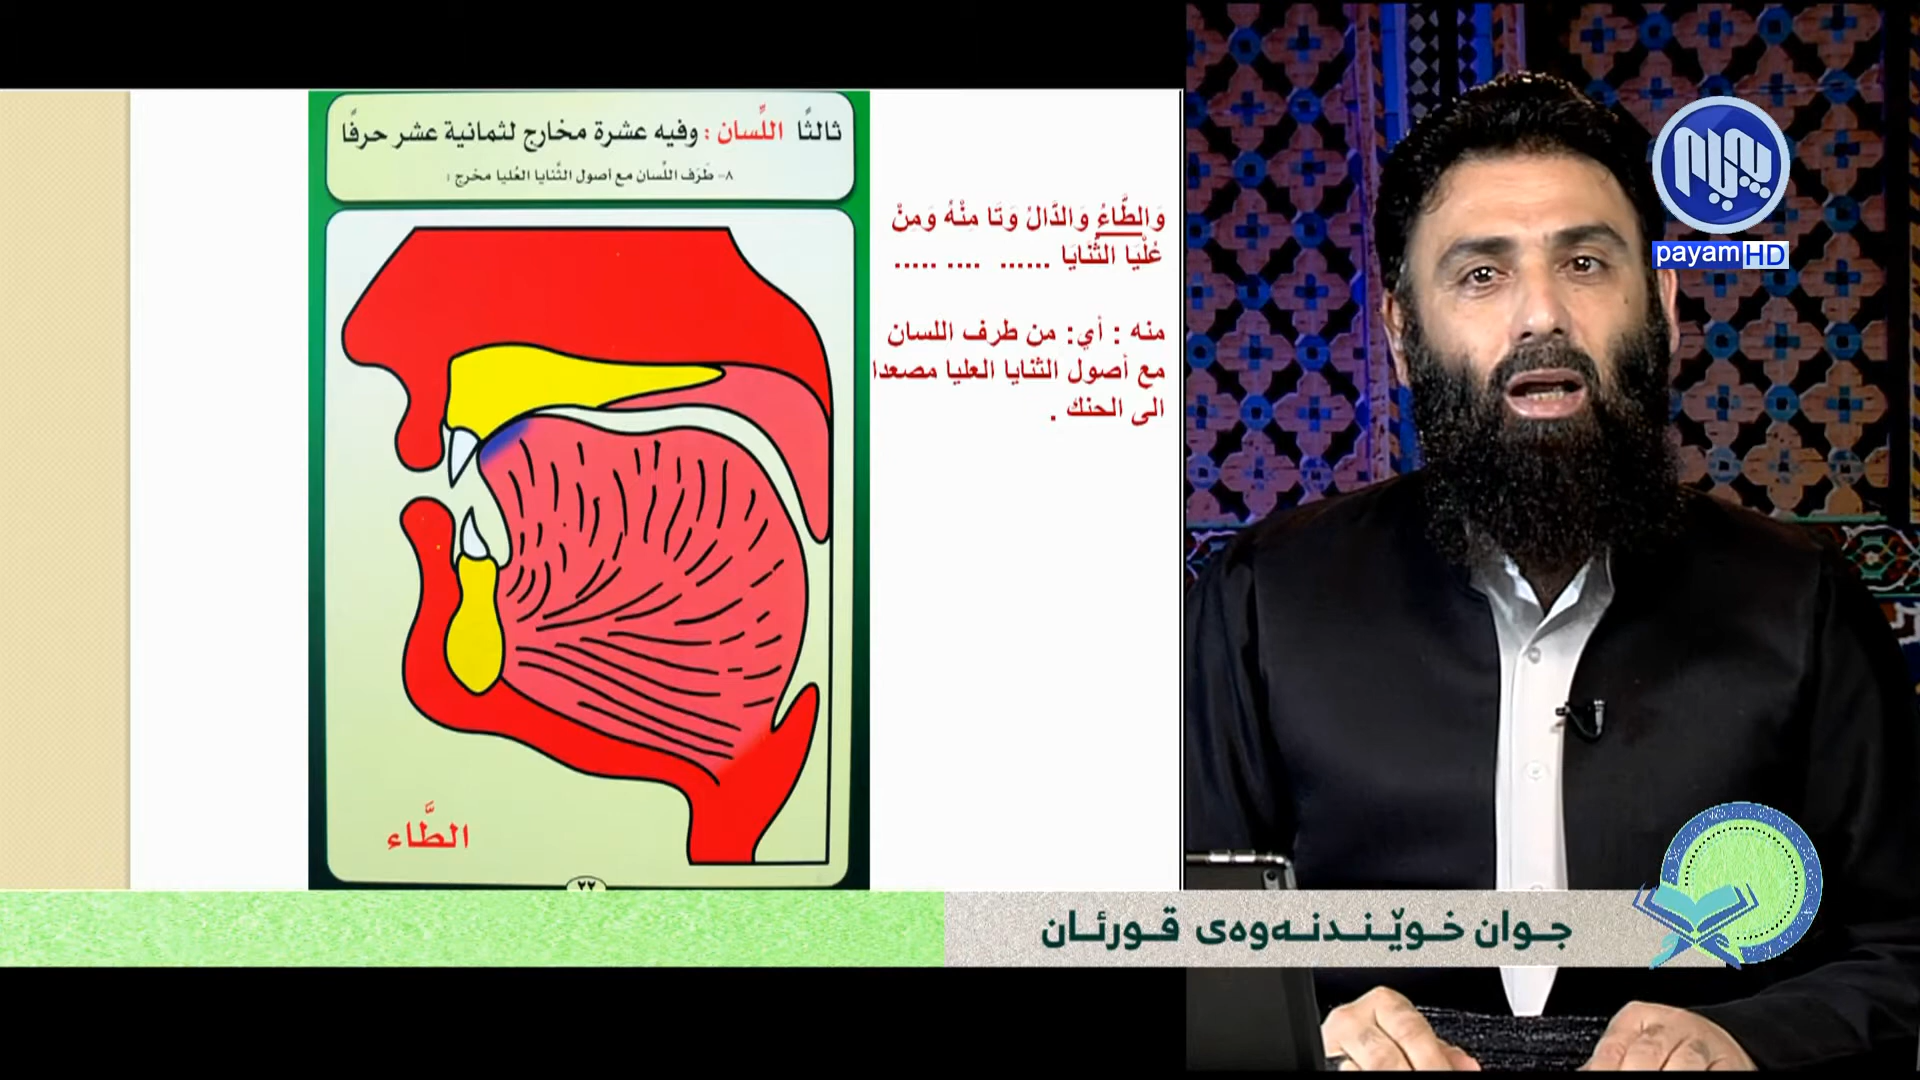 ثالثًا اللِّسان : وفيه عشرة مخارج لثمانية عشر حرفًا
٨- طَرَف اللِّسان مع أصول الثَّنايا العُليا مخرج :
وَالطَّاءُ وَالدَّالُ وَتَا مِنْهُ وَمِنْ
عُلْيَا الثَّنَايَا ...... .... .....
منه : أي: من طرف اللسان
مع أصول الثنايا العليا مصعدا
الى الحنك .
الطَّاء
٢٢
پەیام
payamHD
جوان خوێندنەوەی قورئان